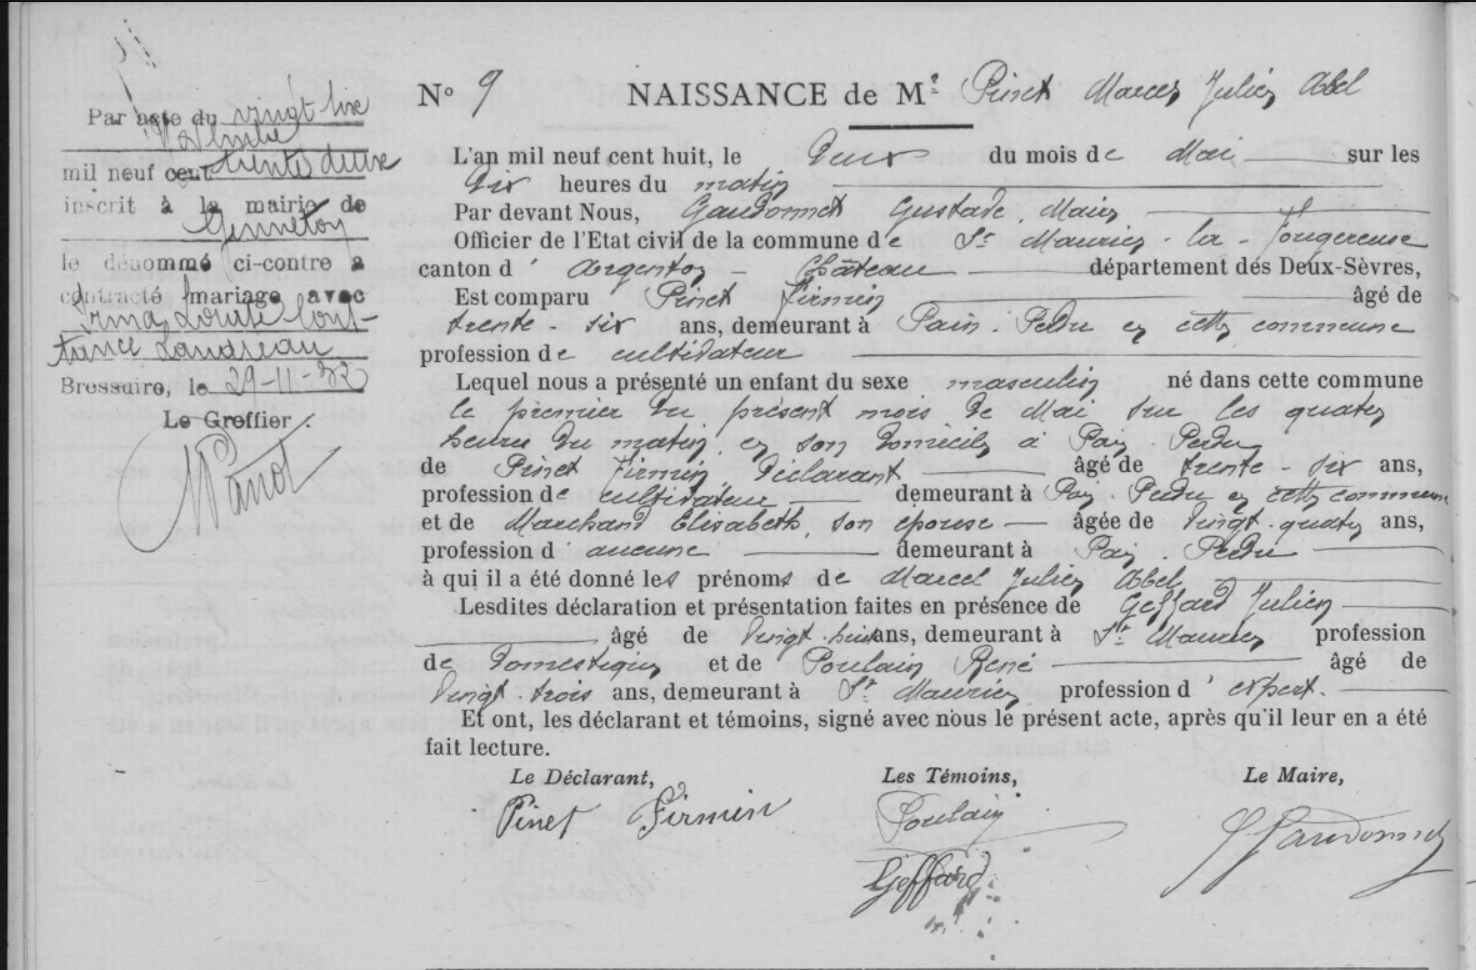 Par acte du vingt six
Novembre
mil neuf cent trente deux
inscrit à la mairie de
Genneton
le dénommé ci-contre a
contracté mariage avec
Irma Louise Cons-
tance Landreau
Bressuire, le 29-11-32
Le Greffier :
N° 9 NAISSANCE de M. Pinet Marcel Julien Abel
L'an mil neuf cent huit, le deux du mois de Mai sur les
dix heures du matin
Par devant Nous, Gaudonnet Gustave, Maire
Officier de l'Etat civil de la commune de St Maurice-la-Fougereuse
canton d'Argenton-Château département des Deux-Sèvres,
Est comparu Pinet Firmin âgé de
trente-six ans, demeurant à Pain-Perdu en cette commune
profession de cultivateur
Lequel nous a présenté un enfant du sexe masculin né dans cette commune
le premier du présent mois de Mai sur les quatre
heures du matin, en son domicile à Pain-Perdu
de Pinet Firmin, déclarant âgé de trente-six ans,
profession de cultivateur demeurant à Pain-Perdu en cette commune
et de Marchand Elisabeth, son épouse âgée de vingt-quatre ans,
profession d'aucune demeurant à Pain-Perdu
à qui il a été donné les prénoms de Marcel Julien Abel
Lesdites déclaration et présentation faites en présence de Geffard Julien
âgé de vingt-huit ans, demeurant à St Maurice profession
de domestique et de Poulain René âgé de
vingt-trois ans, demeurant à St Maurice profession d'expert.
Et ont, les déclarant et témoins, signé avec nous le présent acte, après qu'il leur en a été
fait lecture.
Le Déclarant, Les Témoins, Le Maire,
Pinet Firmin Poulain G Gaudonnet
Geffard